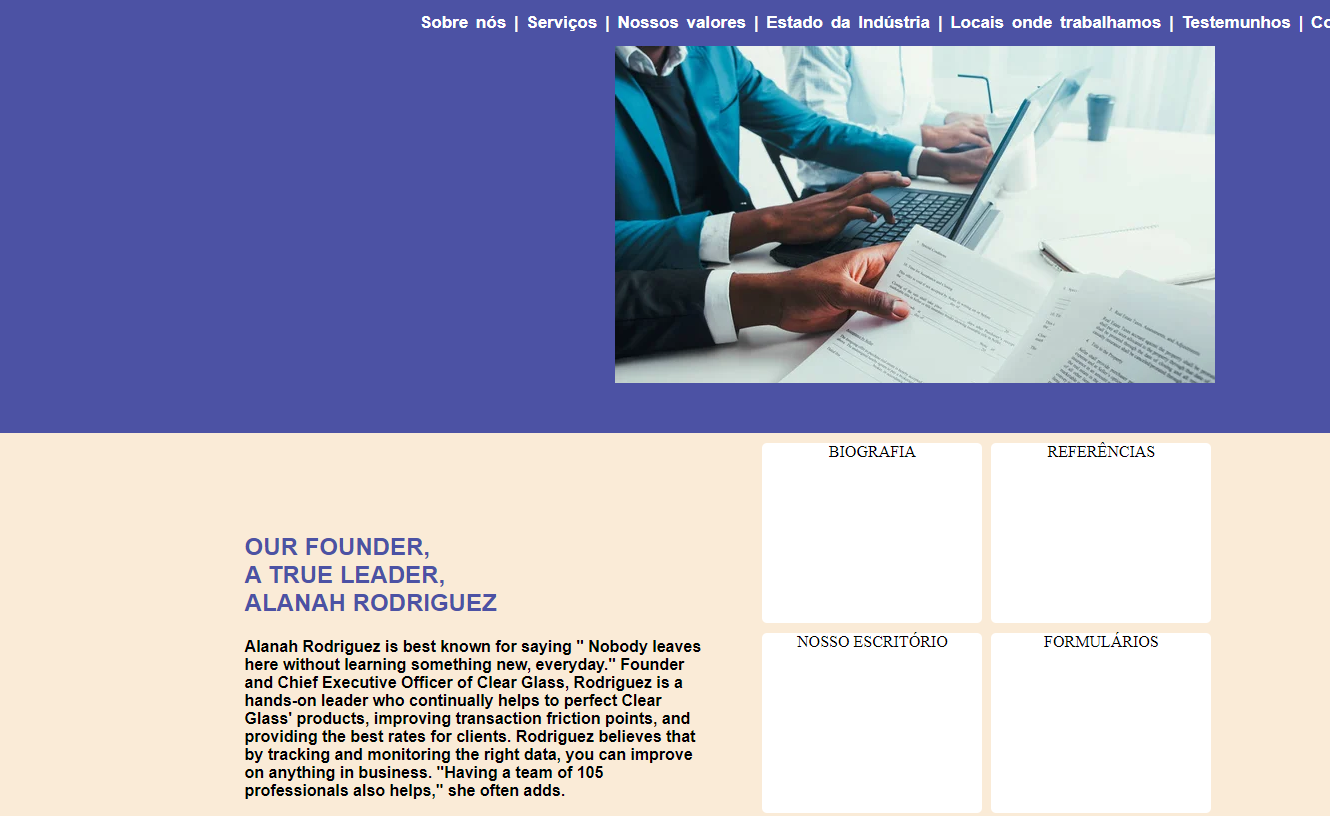 Sobre nós | Serviços | Nossos valores | Estado da Indústria | Locais onde trabalhamos | Testemunhos | Co
BIOGRAFIA
REFERÊNCIAS
OUR FOUNDER,
A TRUE LEADER,
ALANAH RODRIGUEZ
Alanah Rodriguez is best known for saying " Nobody leaves
here without learning something new, everyday." Founder
and Chief Executive Officer of Clear Glass, Rodriguez is a
hands-on leader who continually helps to perfect Clear
Glass' products, improving transaction friction points, and
providing the best rates for clients. Rodriguez believes that
by tracking and monitoring the right data, you can improve
on anything in business. "Having a team of 105
professionals also helps," she often adds.
NOSSO ESCRITÓRIO
FORMULÁRIOS